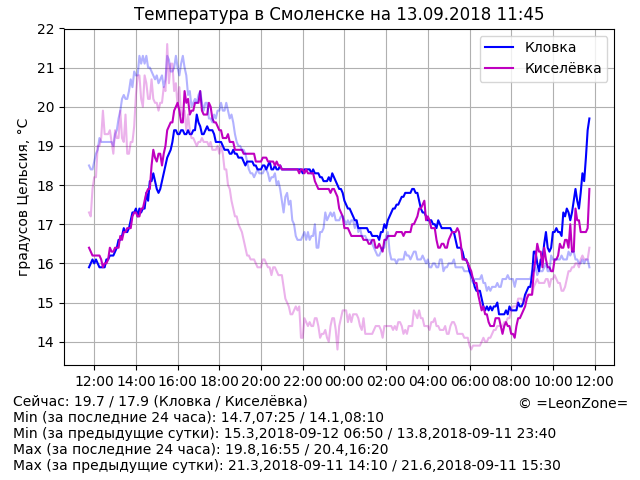 Температура в Смоленске на 13.09.2018 11:45
градусов Цельсия, °C
22
21
20
19
18
17
16
15
14
Кловка
Киселёвка
12:00 14:00 16:00 18:00 20:00 22:00 00:00 02:00 04:00 06:00 08:00 10:00 12:00
Сейчас: 19.7 / 17.9 (Кловка / Киселёвка)
© =LeonZone=
Min (за последние 24 часа): 14.7,07:25 / 14.1,08:10
Min (за предыдущие сутки): 15.3,2018-09-12 06:50 / 13.8,2018-09-11 23:40
Max (за последние 24 часа): 19.8,16:55 / 20.4,16:20
Max (за предыдущие сутки): 21.3,2018-09-11 14:10 / 21.6,2018-09-11 15:30